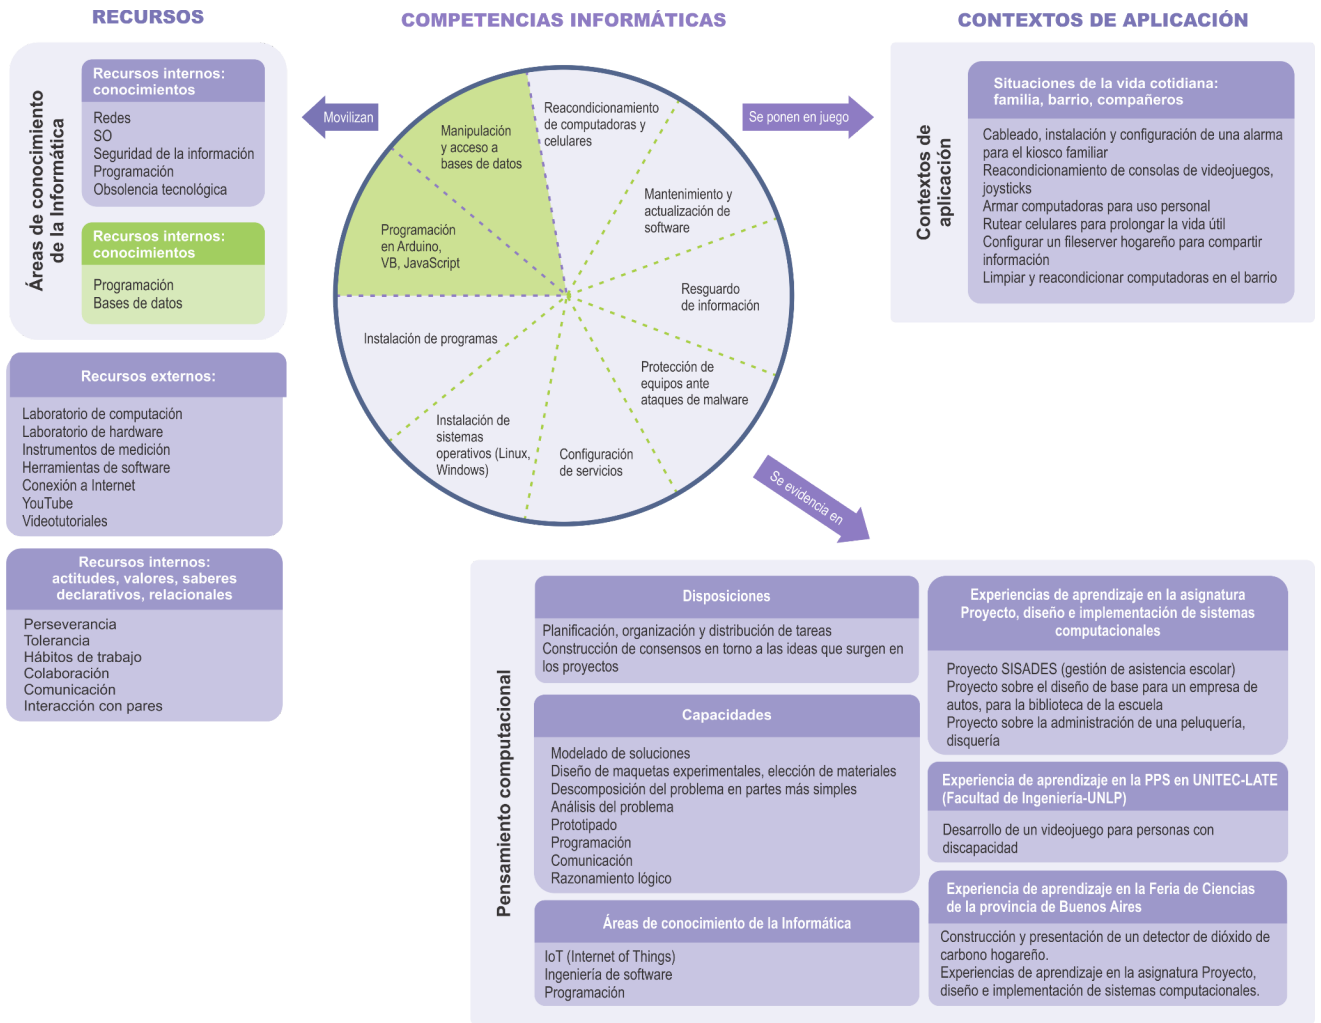 RECURSOS
Áreas de conocimiento
de la Informática
Recursos internos:
conocimientos
Redes
SO
Seguridad de la información
Programación
Obsolencia tecnológica
Recursos internos:
conocimientos
Programación
Bases de datos
Recursos externos:
Laboratorio de computación
Laboratorio de hardware
Instrumentos de medición
Herramientas de software
Conexión a Internet
YouTube
Videotutoriales
Recursos internos:
actitudes, valores, saberes
declarativos, relacionales
Perseverancia
Tolerancia
Hábitos de trabajo
Colaboración
Comunicación
Interacción con pares
COMPETENCIAS INFORMÁTICAS
Movilizan
Manipulación
y acceso a
bases de datos
Reacondicionamiento
de computadoras y
celulares
Mantenimiento y
actualización de
software
Programación
en Arduino,
VB, JavaScript
Resguardo
de información
Instalación de programas
Protección de
equipos ante
ataques de malware
Instalación de
sistemas
operativos (Linux,
Windows)
Configuración
de servicios
Se ponen en juego
Se evidencia en
CONTEXTOS DE APLICACIÓN
Contextos de
aplicación
Situaciones de la vida cotidiana:
familia, barrio, compañeros
Cableado, instalación y configuración de una alarma
para el kiosco familiar
Reacondicionamiento de consolas de videojuegos,
joysticks
Armar computadoras para uso personal
Rutear celulares para prolongar la vida útil
Configurar un fileserver hogareño para compartir
información
Limpiar y reacondicionar computadoras en el barrio
Pensamiento computacional
Disposiciones
Planificación, organización y distribución de tareas
Construcción de consensos en torno a las ideas que surgen en
los proyectos
Capacidades
Modelado de soluciones
Diseño de maquetas experimentales, elección de materiales
Descomposición del problema en partes más simples
Análisis del problema
Prototipado
Programación
Comunicación
Razonamiento lógico
Áreas de conocimiento de la Informática
IoT (Internet of Things)
Ingeniería de software
Programación
Experiencias de aprendizaje en la asignatura
Proyecto, diseño e implementación de sistemas
computacionales
Proyecto SISADES (gestión de asistencia escolar)
Proyecto sobre el diseño de base para un empresa de
autos, para la biblioteca de la escuela
Proyecto sobre la administración de una peluquería,
disquería
Experiencia de aprendizaje en la PPS en UNITEC-LATE
(Facultad de Ingeniería-UNLP)
Desarrollo de un videojuego para personas con
discapacidad
Experiencia de aprendizaje en la Feria de Ciencias
de la provincia de Buenos Aires
Construcción y presentación de un detector de dióxido de
carbono hogareño.
Experiencias de aprendizaje en la asignatura Proyecto,
diseño e implementación de sistemas computacionales.